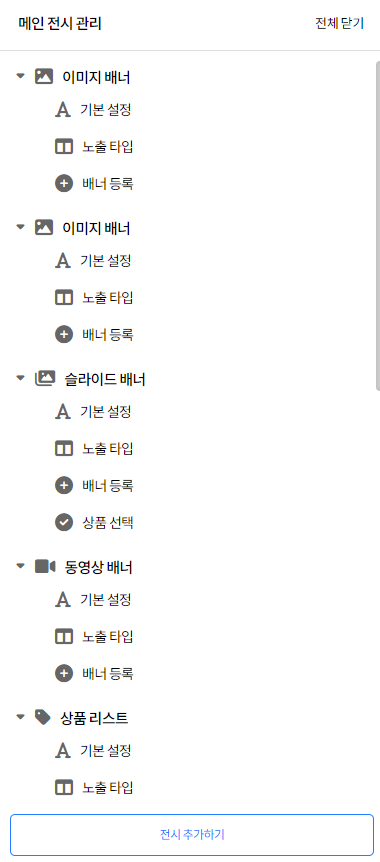 메인 전시 관리 전체 닫기
이미지 배너
기본 설정
노출 타입
배너 등록
이미지 배너
기본 설정
노출 타입
배너 등록
슬라이드 배너
기본 설정
노출 타입
배너 등록
상품 선택
동영상 배너
기본 설정
노출 타입
배너 등록
상품 리스트
기본 설정
노출 타입
전시 추가하기